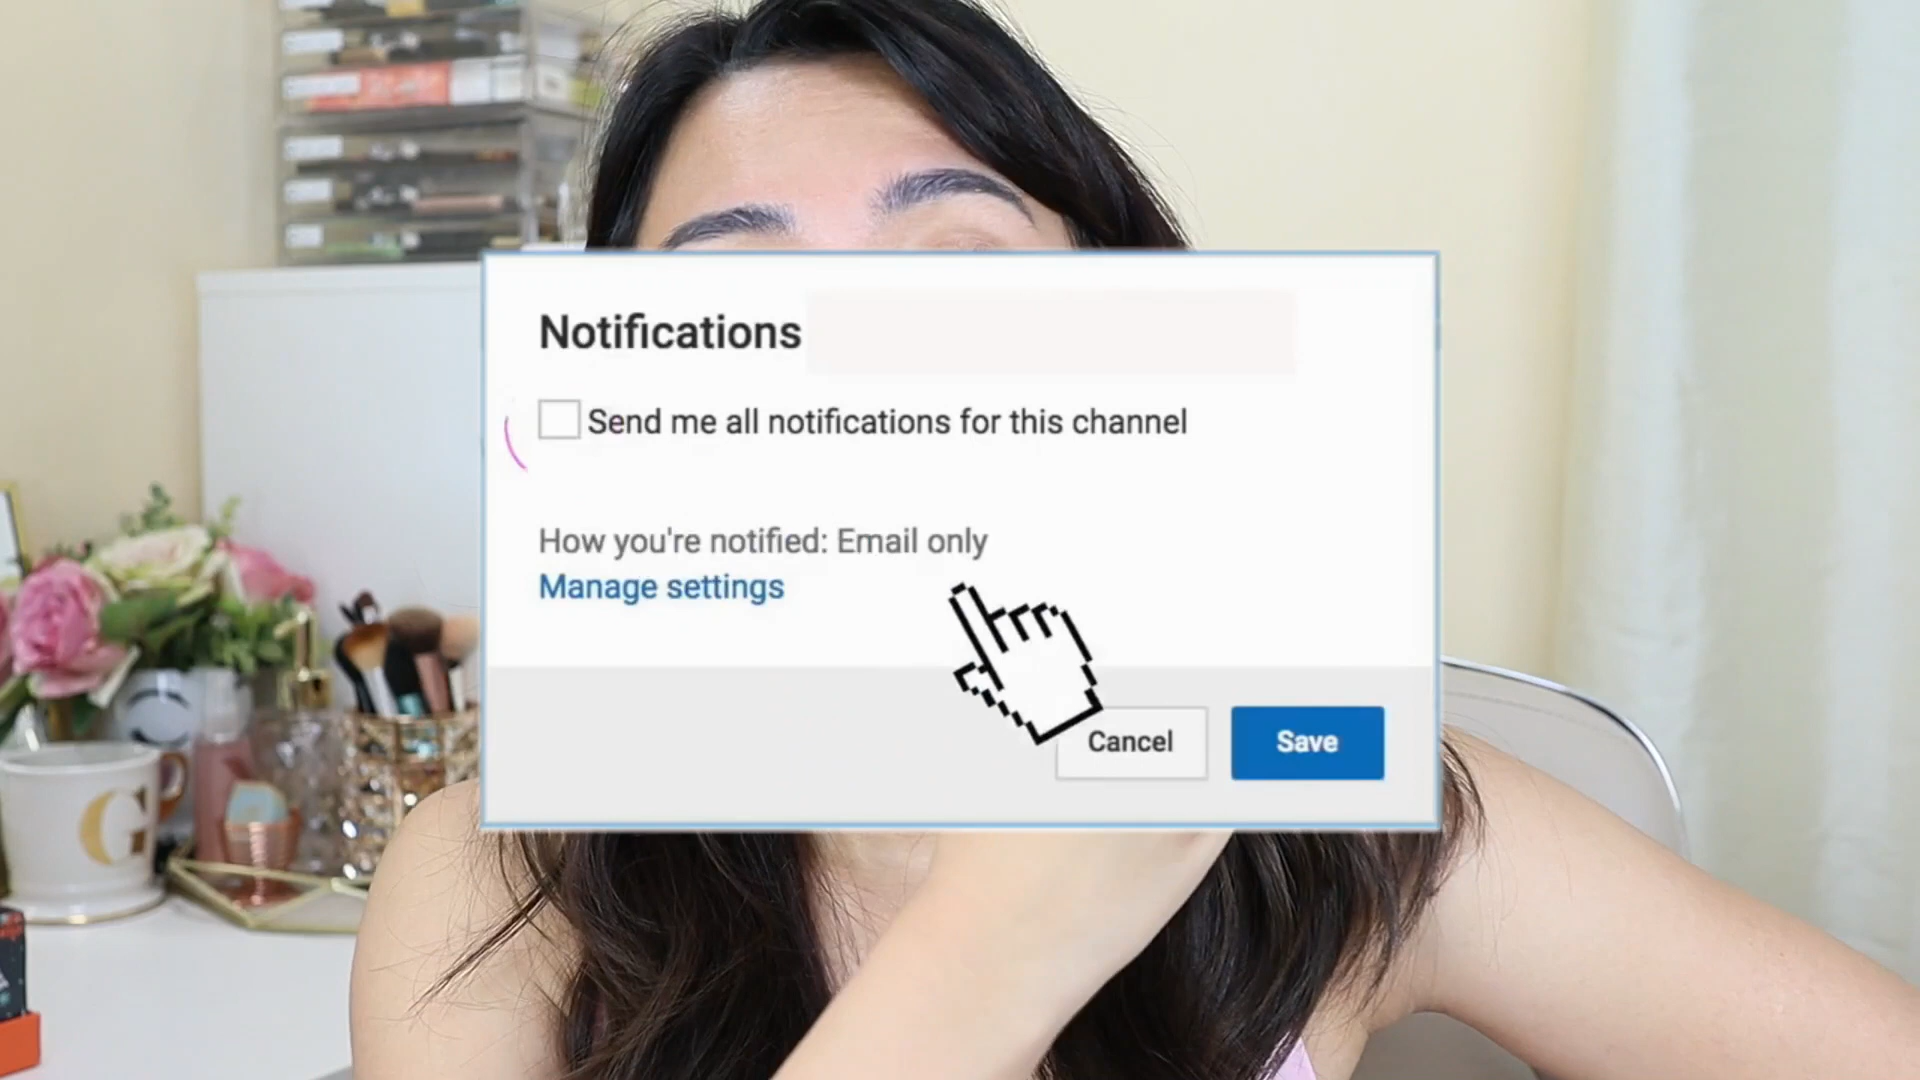 Notifications
Send me all notifications for this channel
How you're notified: Email only
Manage settings
Cancel
Save
G